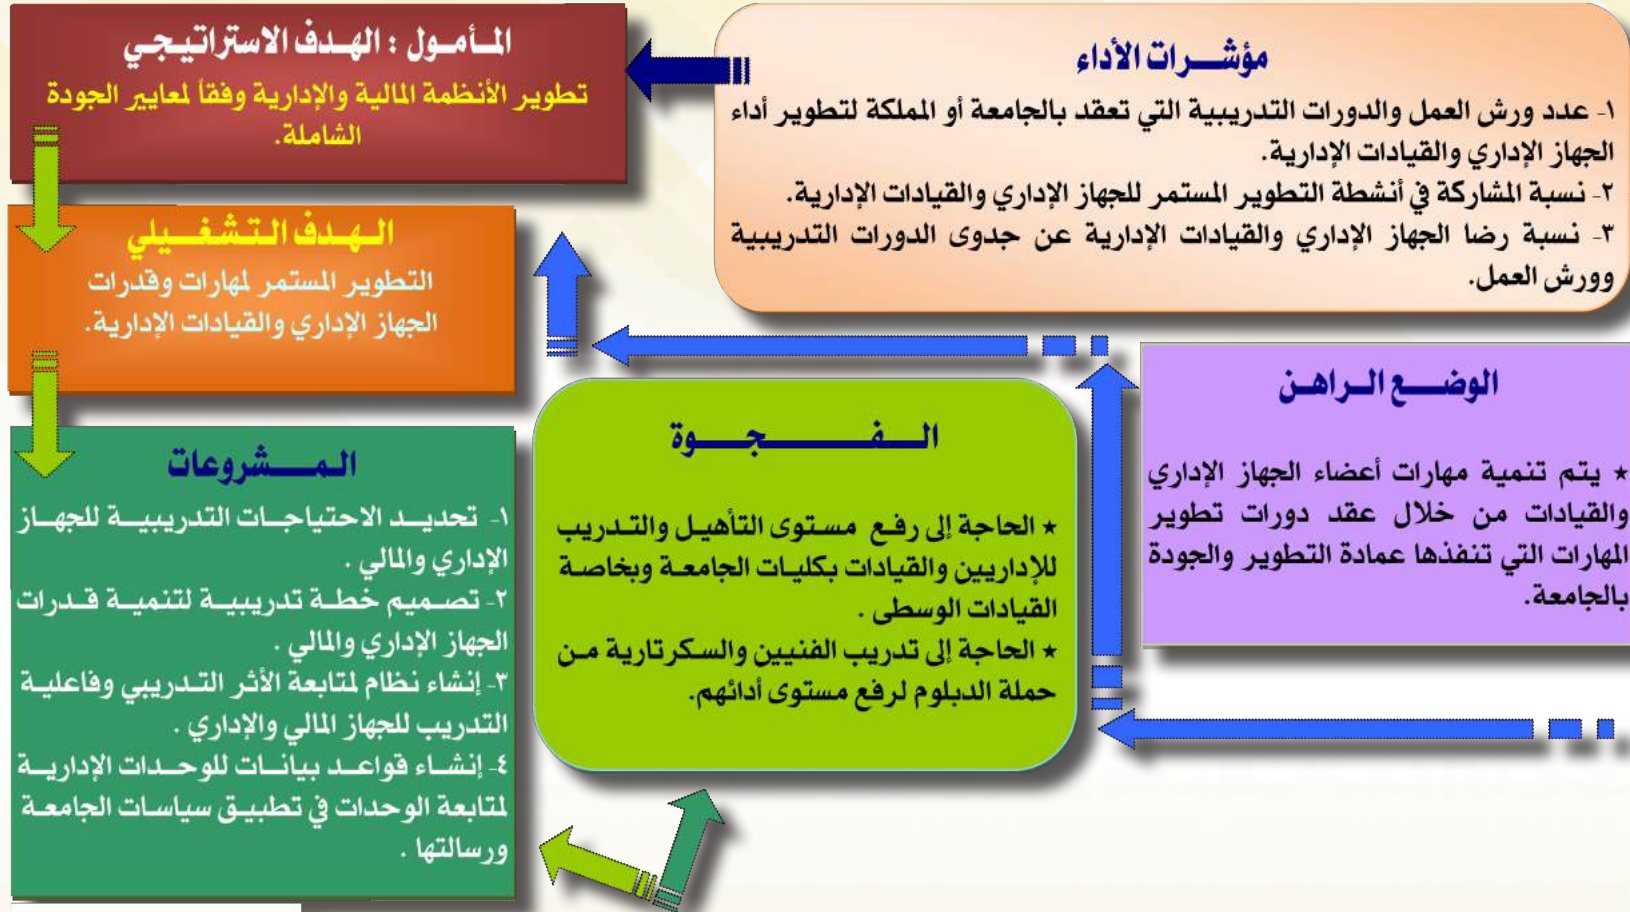 المأمول : الهدف الاستراتيجي
تطوير الأنظمة المالية والإدارية وفقاً لمعايير الجودة
الشاملة.
مؤشرات الأداء
١- عدد ورش العمل والدورات التدريبية التي تعقد بالجامعة أو المملكة لتطوير أداء
الجهاز الإداري والقيادات الإدارية.
٢- نسبة المشاركة في أنشطة التطوير المستمر للجهاز الإداري والقيادات الإدارية.
٣- نسبة رضا الجهاز الإداري والقيادات الإدارية عن جدوى الدورات التدريبية
وورش العمل.
الهدف التشغيلي
التطوير المستمر لمهارات وقدرات
الجهاز الإداري والقيادات الإدارية.
الوضع الراهن
* يتم تنمية مهارات أعضاء الجهاز الإداري
والقيادات من خلال عقد دورات تطوير
المهارات التي تنفذها عمادة التطوير والجودة
بالجامعة.
الفجوة
* الحاجة إلى رفع مستوى التأهيل والتدريب
للإداريين والقيادات بكليات الجامعة وبخاصة
القيادات الوسطى .
* الحاجة إلى تدريب الفنيين والسكرتارية من
حملة الدبلوم لرفع مستوى أدائهم.
المشروعات
١- تحديد الاحتياجات التدريبية للجهاز
الإداري والمالي .
٢- تصميم خطة تدريبية لتنمية قدرات
الجهاز الإداري والمالي .
٣- إنشاء نظام لمتابعة الأثر التدريبي وفاعلية
التدريب للجهاز المالي والإداري .
٤- إنشاء قواعد بيانات للوحدات الإدارية
لمتابعة الوحدات في تطبيق سياسات الجامعة
ورسالتها .